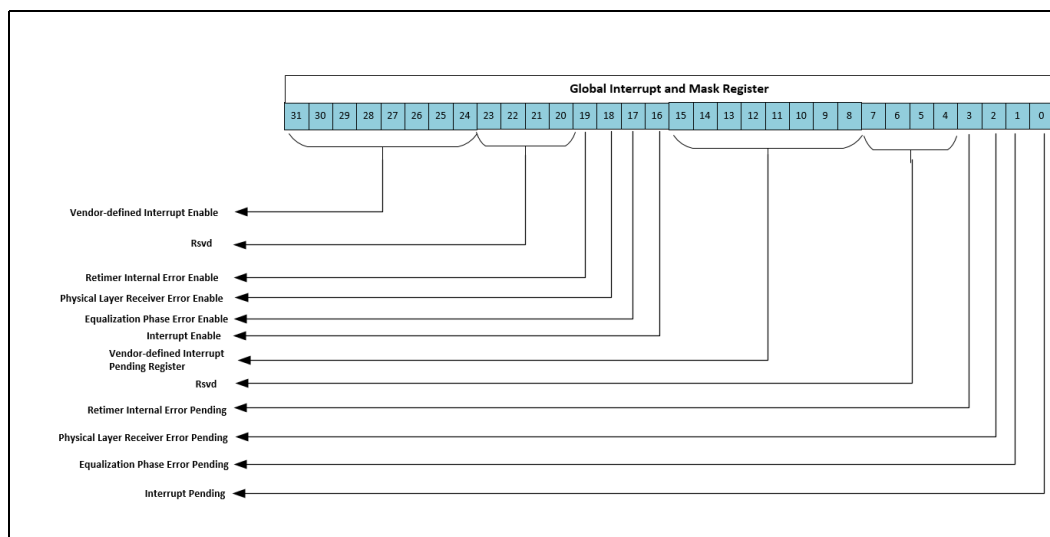 Global Interrupt and Mask Register
31 30 29 28 27 26 25 24 23 22 21 20 19 18 17 16 15 14 13 12 11 10 9 8 7 6 5 4 3 2 1 0
Vendor-defined Interrupt Enable
Rsvd
Retimer Internal Error Enable
Physical Layer Receiver Error Enable
Equalization Phase Error Enable
Interrupt Enable
Vendor-defined Interrupt
Pending Register
Rsvd
Retimer Internal Error Pending
Physical Layer Receiver Error Pending
Equalization Phase Error Pending
Interrupt Pending